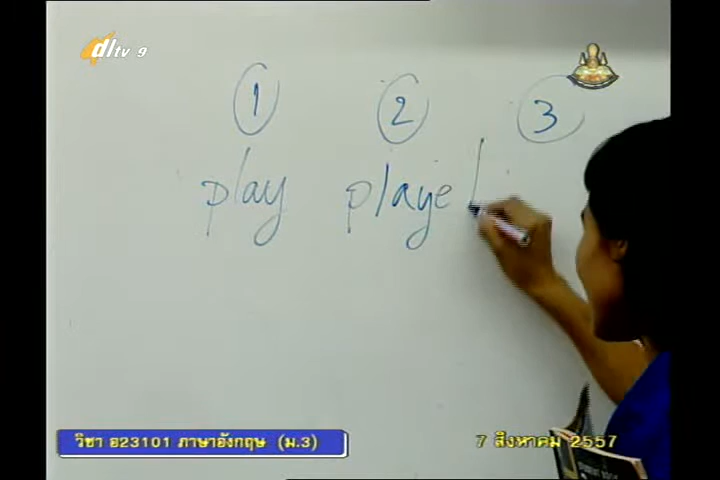 dltv 9
1 2 3
play playe
วิชา อ23101 ภาษาอังกฤษ (ม.3) 7 สิงหาคม 2557